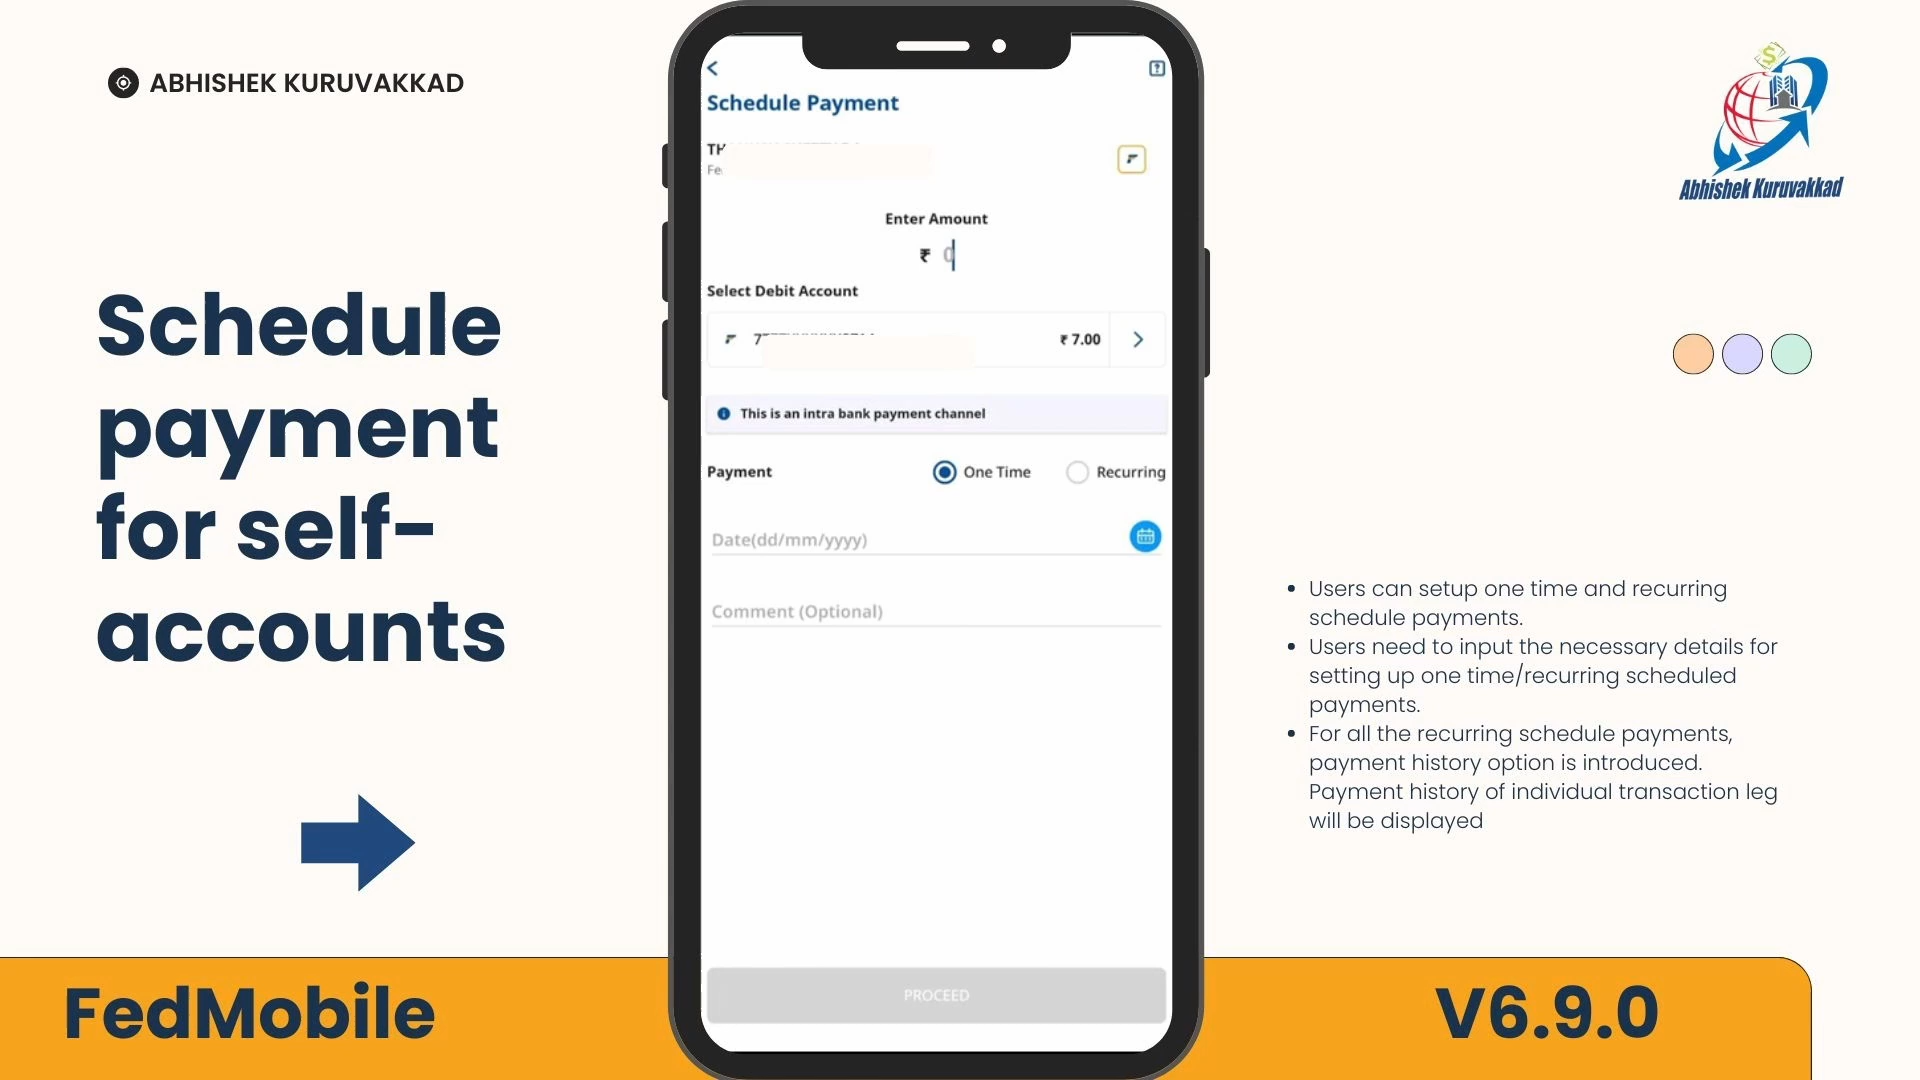 ABHISHEK KURUVAKKAD
Schedule
payment
for self-
accounts
FedMobile
Schedule Payment
Enter Amount
₹ 0
Select Debit Account
₹ 7.00
This is an intra bank payment channel
Payment
One Time
Recurring
Date(dd/mm/yyyy)
Comment (Optional)
PROCEED
Abhishek Kuruvakkad
• Users can setup one time and recurring
schedule payments.
• Users need to input the necessary details for
setting up one time/recurring scheduled
payments.
• For all the recurring schedule payments,
payment history option is introduced.
Payment history of individual transaction leg
will be displayed
V6.9.0